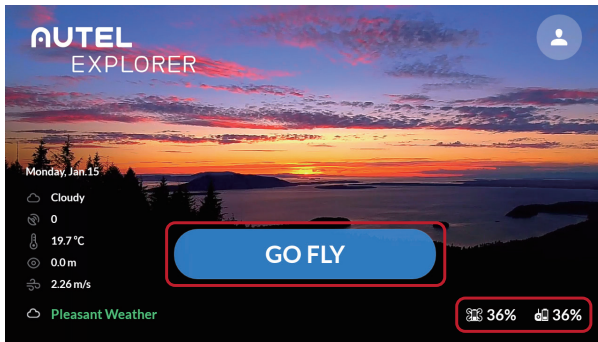 AUTEL
EXPLORER
Monday, Jan.15
Cloudy
0
19.7 °C
0.0 m
2.26 m/s
Pleasant Weather
GO FLY
36% 36%